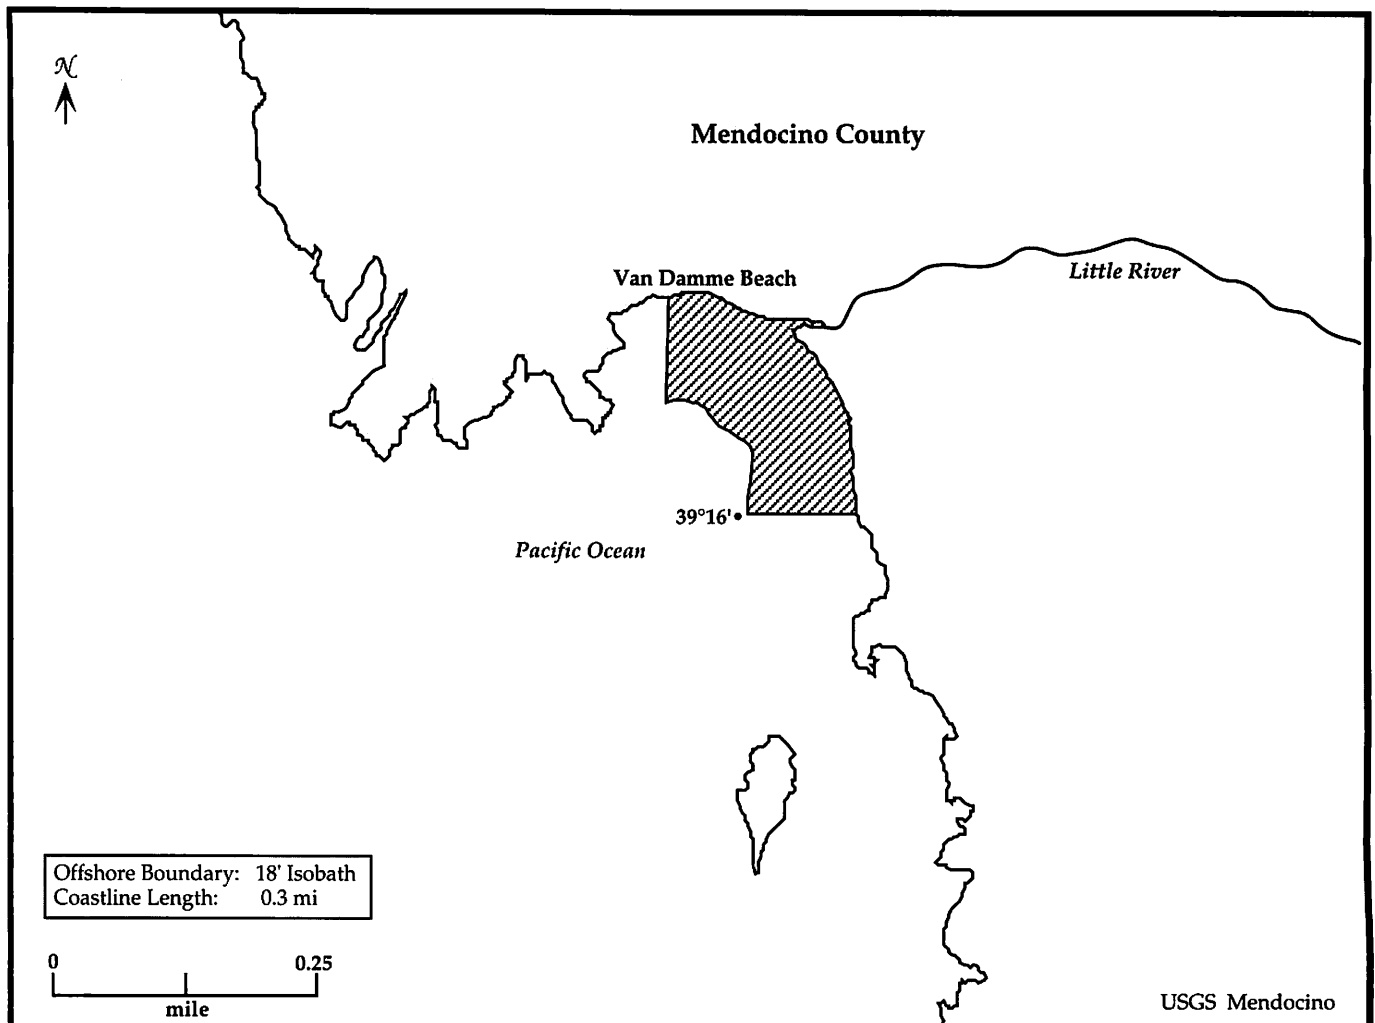 N
Mendocino County
Little River
Van Damme Beach
39°16'
Pacific Ocean
Offshore Boundary: 18' Isobath
Coastline Length: 0.3 mi
0 0.25
mile
USGS Mendocino